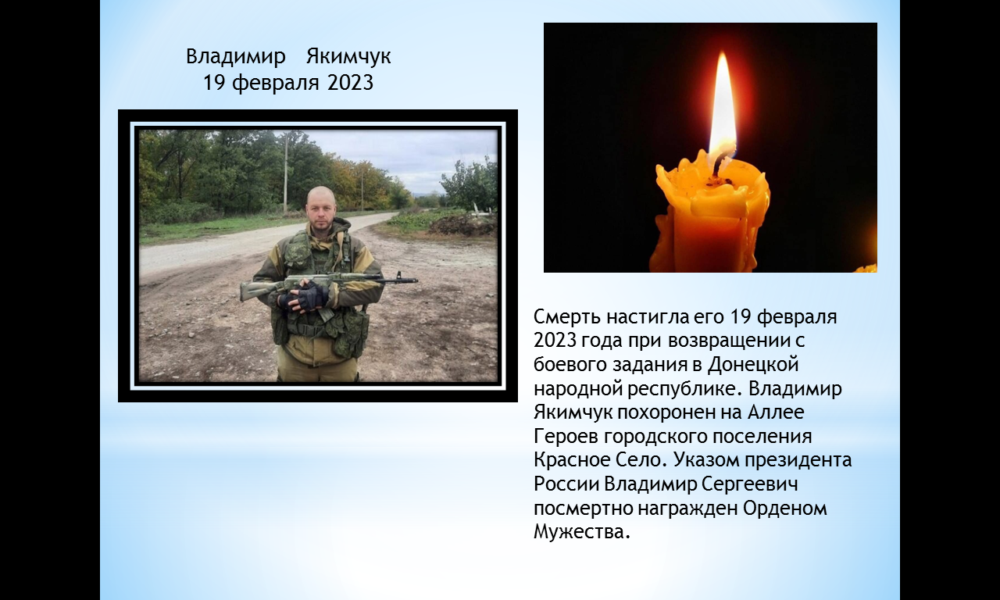 Владимир Якимчук
19 февраля 2023
Смерть настигла его 19 февраля
2023 года при возвращении с
боевого задания в Донецкой
народной республике. Владимир
Якимчук похоронен на Аллее
Героев городского поселения
Красное Село. Указом президента
России Владимир Сергеевич
посмертно награжден Орденом
Мужества.